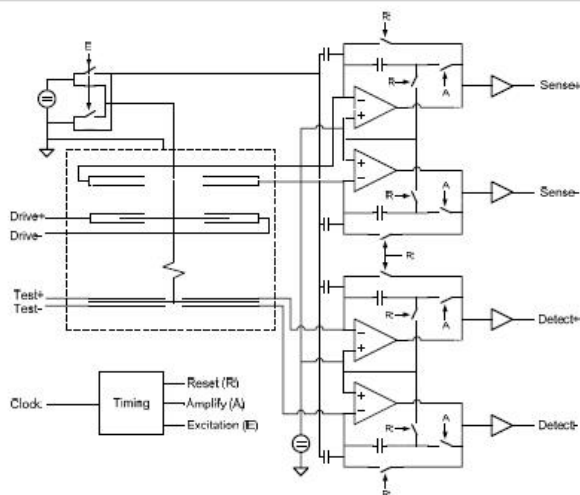 R
E
R
A
Sense+
−
+
+
−
R
A
Sense-
Drive+
Drive-
R
Test+
Test-
R
A
Detect+
−
+
Clock
Timing
Reset (R)
Amplify (A)
Excitation (E)
+
−
R
A
Detect-
R